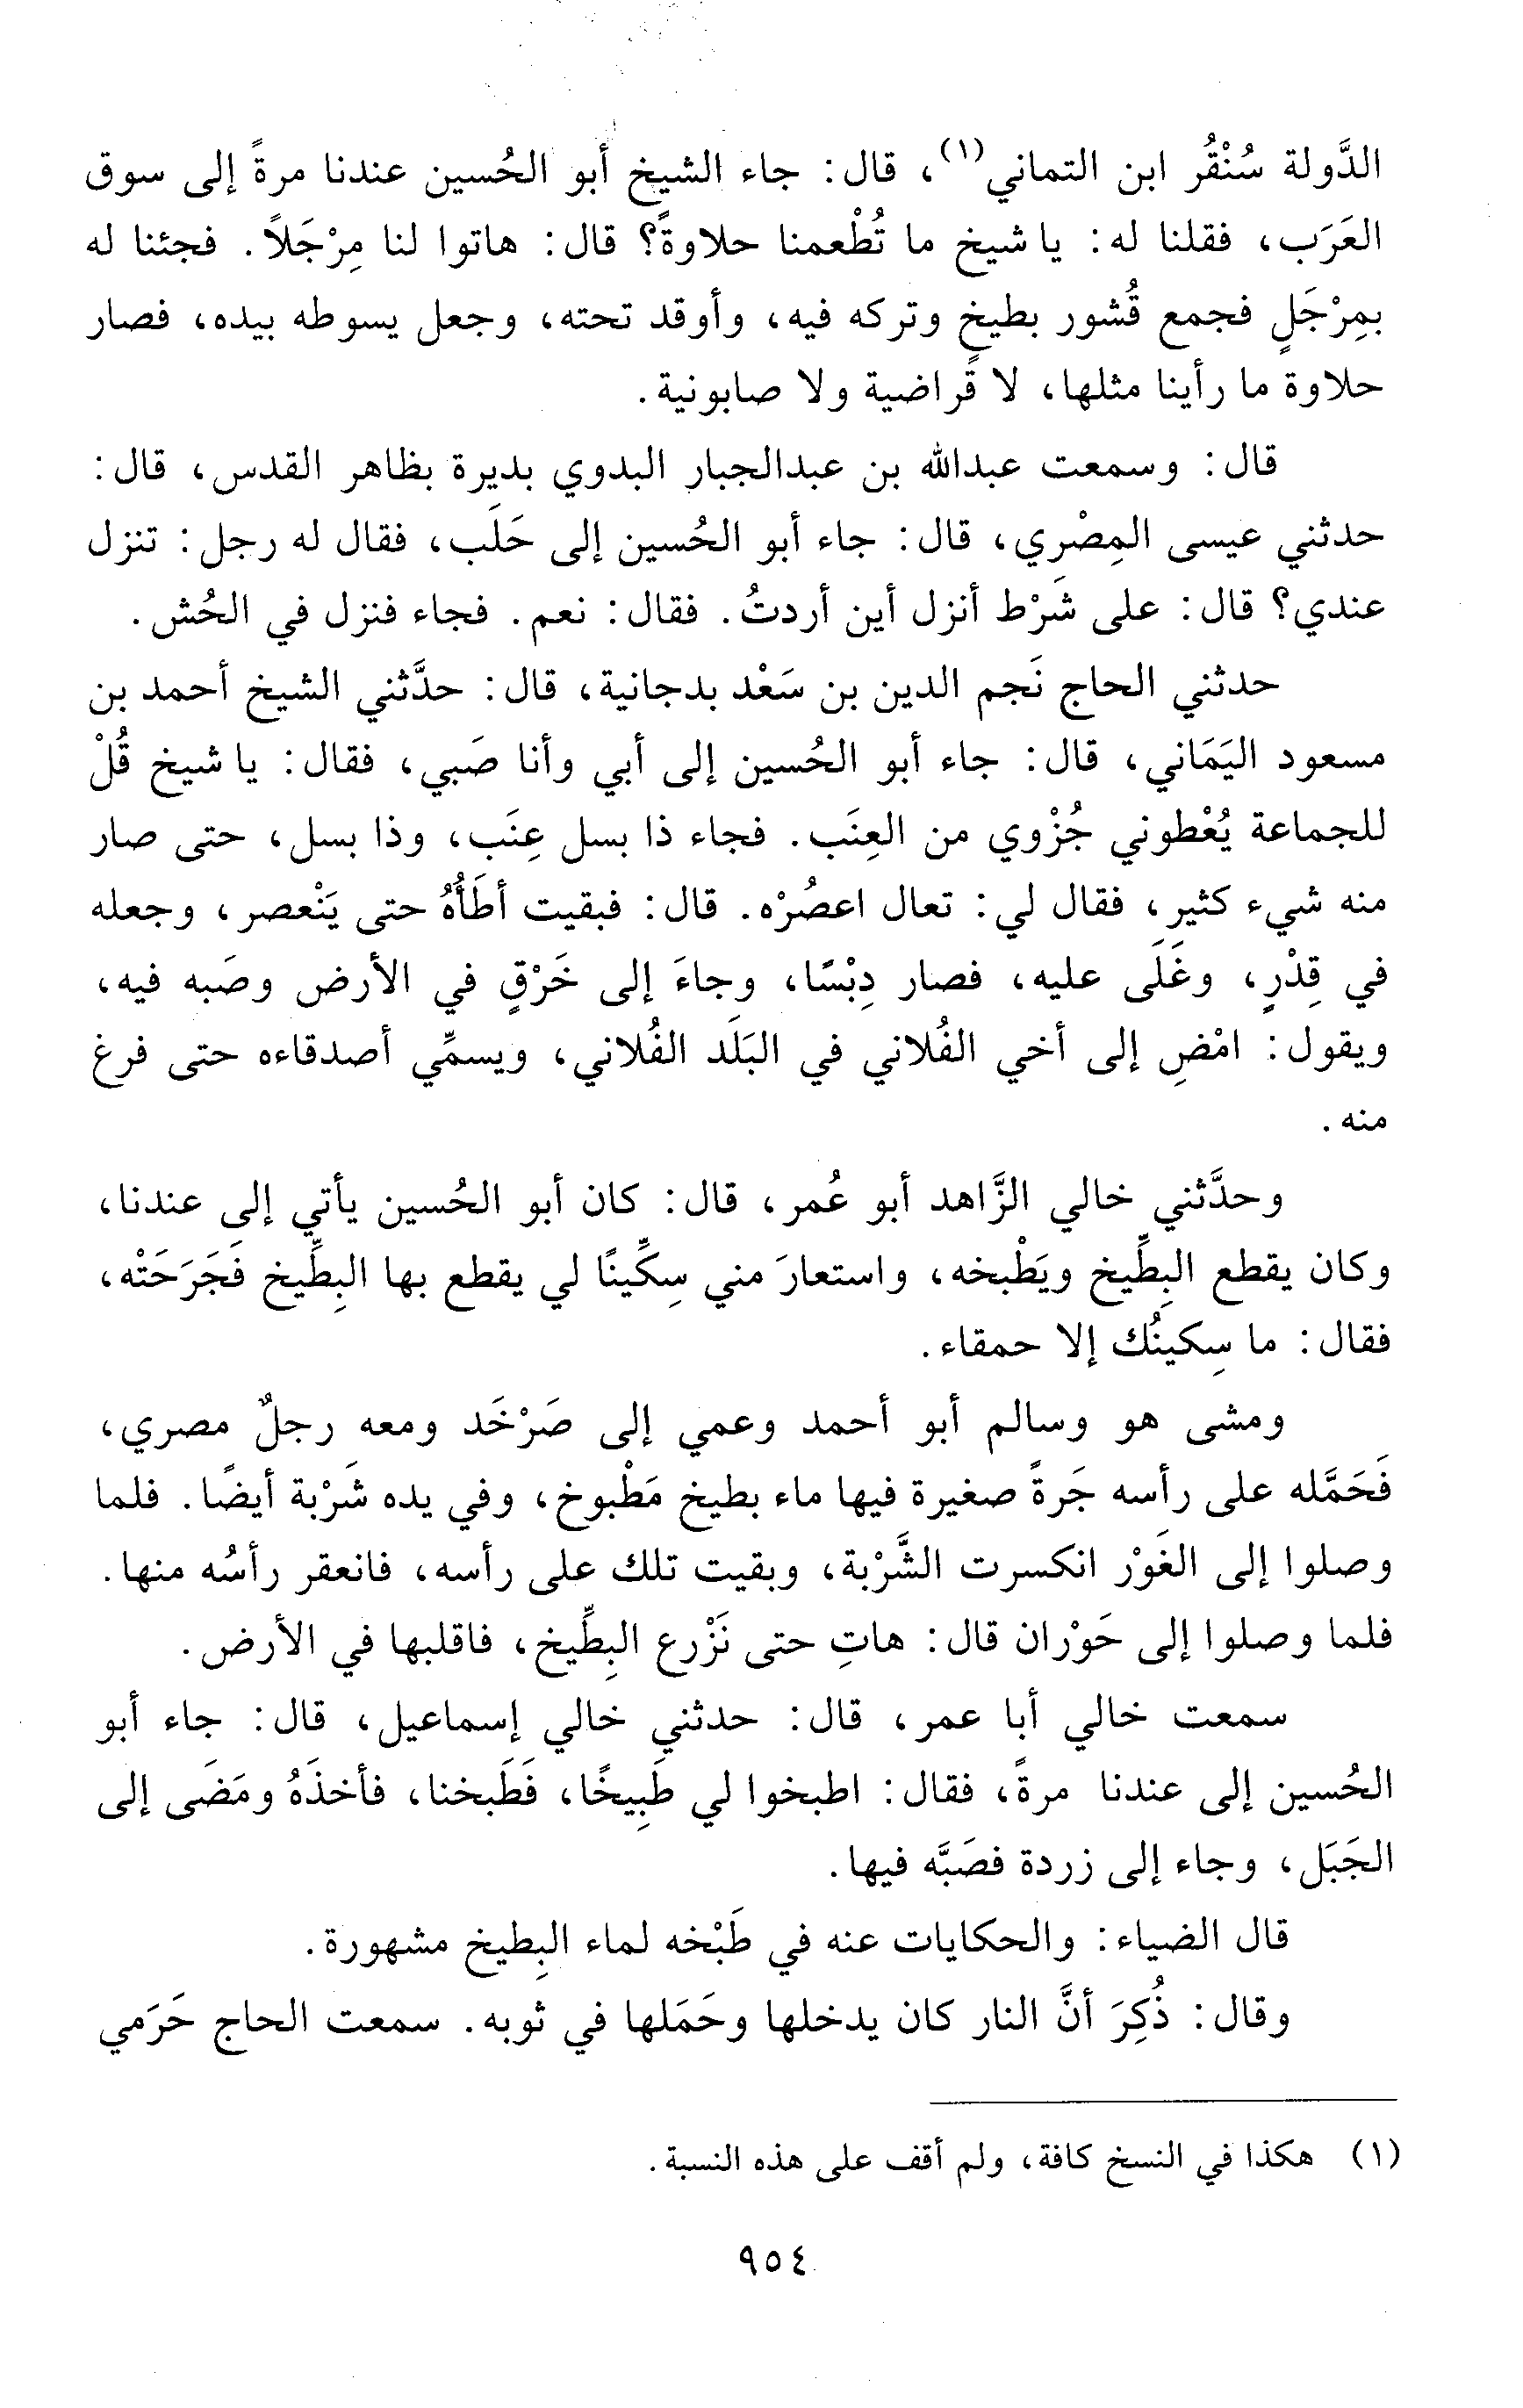 الدَّولة سُنْقُر ابن التماني(١)، قال: جاء الشيخ أبو الحُسين عندنا مرةً إلى سوق
العَرَب، فقلنا له: يا شيخ ما تُطْعمنا حلاوةً؟ قال: هاتوا لنا مِرْجَلاً. فجئنا له
بمِرْجَلٍ فجمع قُشور بطيخ وتركه فيه، وأوقد تحته، وجعل يسوطه بيده، فصار
حلاوة ما رأينا مثلها، لا قَراضية ولا صابونية.
قال: وسمعت عبدالله بن عبدالجبار البدوي بديرة بظاهر القدس، قال:
حدثني عيسى المِصْري، قال: جاء أبو الحُسين إلى حَلَب، فقال له رجل: تنزل
عندي؟ قال: على شَرْط أنزل أين أردتُ. فقال: نعم. فجاء فنزل في الحُش.
حدثني الحاج نَجم الدين بن سَعْد بدجانية، قال: حدَّثني الشيخ أحمد بن
مسعود اليَمَاني، قال: جاء أبو الحُسين إلى أبي وأنا صَبي، فقال: يا شيخ قُلْ
للجماعة يُعْطوني جُزْوي من العِنَب. فجاء ذا بسل عِنَب، وذا بسل، حتى صار
منه شيء كثير، فقال لي: تعال اعصُرْه. قال: فبقيت أطَأُهُ حتى يَنْعصر، وجعله
في قِدْرٍ، وغَلَى عليه، فصار دِبْسًا، وجاءَ إلى خَرْقٍ في الأرض وصَبه فيه،
ويقول: امْضِ إلى أخي الفُلاني في البَلَد الفُلاني، ويسمِّي أصدقاءه حتى فرغ
منه.
وحدَّثني خالي الزَّاهد أبو عُمر، قال: كان أبو الحُسين يأتي إلى عندنا،
وكان يقطع البِطِّيخ ويَطْبخه، واستعارَ مني سِكِّينًا لي يقطع بها البِطِّيخ فَجَرَحَتْه،
فقال: ما سِكينُك إلا حمقاء.
ومشى هو وسالم أبو أحمد وعمي إلى صَرْخَد ومعه رجلٌ مصري،
فَحَمَّله على رأسه جَرةً صغيرة فيها ماء بطيخ مَطْبوخ، وفي يده شَرْبة أيضًا. فلما
وصلوا إلى الغَوْر انكسرت الشَّرْبة، وبقيت تلك على رأسه، فانعقر رأسُه منها.
فلما وصلوا إلى حَوْران قال: هاتِ حتى نَزْرع البِطِّيخ، فاقلبها في الأرض.
سمعت خالي أبا عمر، قال: حدثني خالي إسماعيل، قال: جاء أبو
الحُسين إلى عندنا مرةً، فقال: اطبخوا لي طَبِيخًا، فَطَبخنا، فأخذَهُ ومَضَى إلى
الجَبَل، وجاء إلى زردة فصَبَّه فيها.
قال الضياء: والحكايات عنه في طَبْخه لماء البِطيخ مشهورة.
وقال: ذُكِرَ أنَّ النار كان يدخلها وحَمَلها في ثوبه. سمعت الحاج حَرَمي
(١) هكذا في النسخ كافة، ولم أقف على هذه النسبة.
٩٥٤